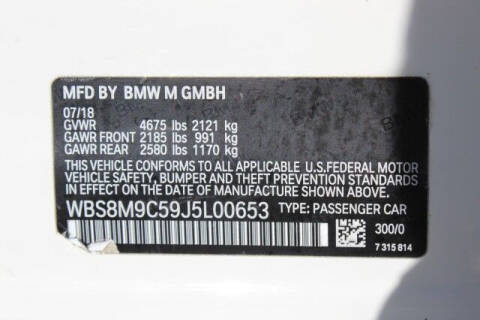 MFD BY BMW M GMBH
07/18
GVWR 4675 lbs 2121 kg
GAWR FRONT 2185 lbs 991 kg
GAWR REAR 2580 lbs 1170 kg
THIS VEHICLE CONFORMS TO ALL APPLICABLE U.S.FEDERAL MOTOR
VEHICLE SAFETY, BUMPER, AND THEFT PREVENTION STANDARDS IN
EFFECT ON THE DATE OF MANUFACTURE SHOWN ABOVE.
WBS8M9C59J5L00653 TYPE: PASSENGER CAR
300/0
7 315 814